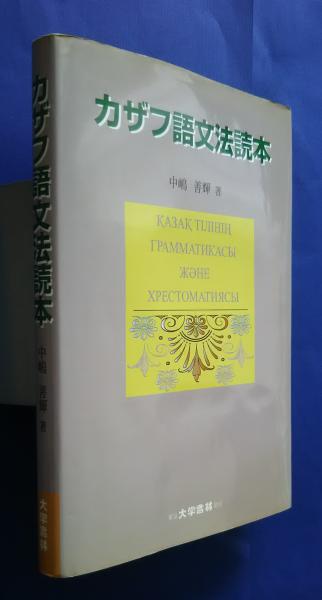 カザフ語文法読本
中嶋 善輝 著
ҚАЗАҚ ТІЛІНІҢ
ГРАММАТИКАСЫ
ЖӘНЕ
ХРЕСТОМАТИЯСЫ
大学書林
カザフ語文法読本
中嶋 善輝 著
大学書林